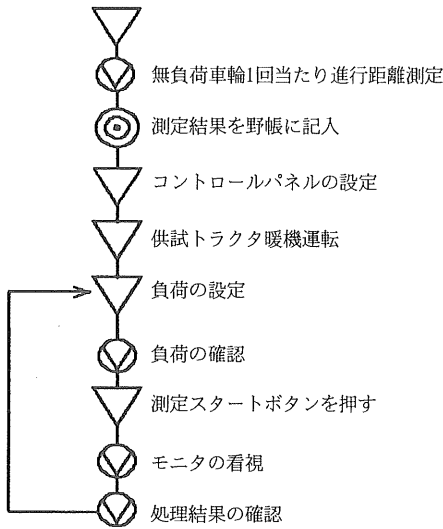 無負荷車輪1回当たり進行距離測定
測定結果を野帳に記入
コントロールパネルの設定
供試トラクタ暖機運転
負荷の設定
負荷の確認
測定スタートボタンを押す
モニタの看視
処理結果の確認